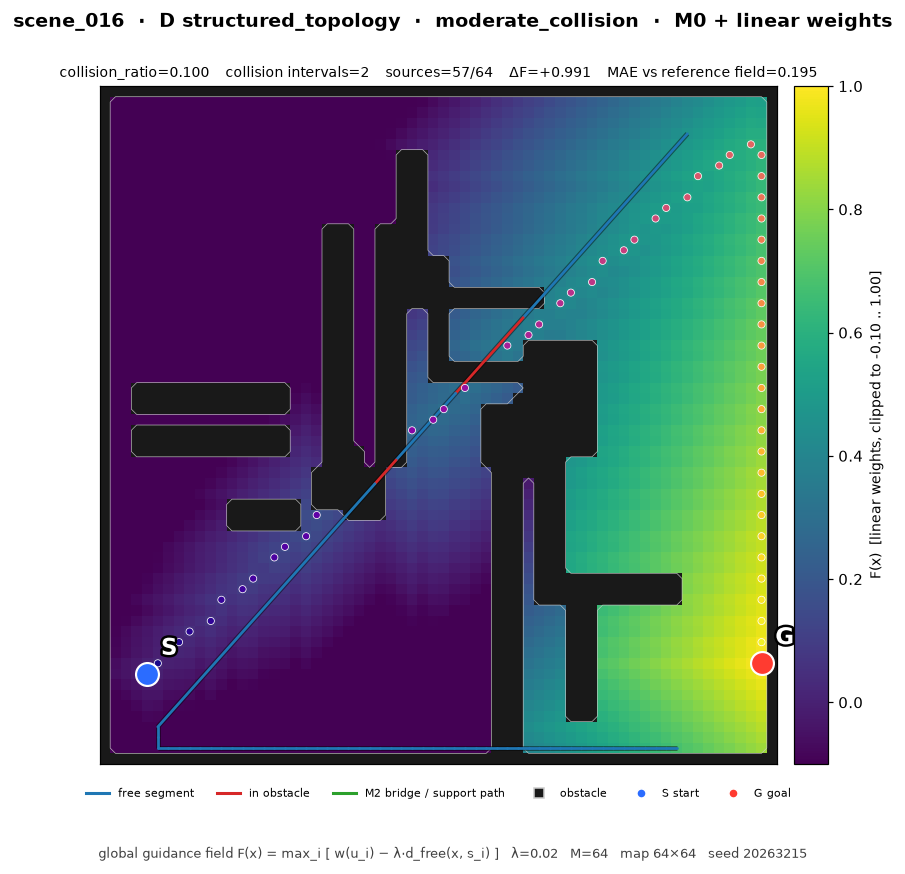 scene_016 · D structured_topology · moderate_collision · M0 + linear weights
collision_ratio=0.100 collision intervals=2 sources=57/64 ΔF=+0.991 MAE vs reference field=0.195
S
G
1.0
0.8
0.6
0.4
0.2
0.0
F(x) [linear weights, clipped to -0.10 .. 1.00]
free segment in obstacle M2 bridge / support path obstacle S start G goal
global guidance field F(x) = max_i [ w(u_i) − λ·d_free(x, s_i) ] λ=0.02 M=64 map 64×64 seed 20263215